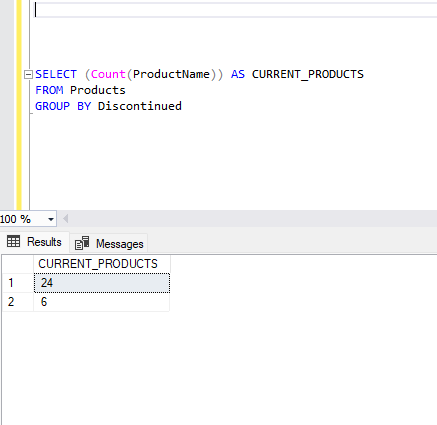 SELECT (Count(ProductName)) AS CURRENT_PRODUCTS
FROM Products
GROUP BY Discontinued
100 %
Results Messages
CURRENT_PRODUCTS
1 24
2 6